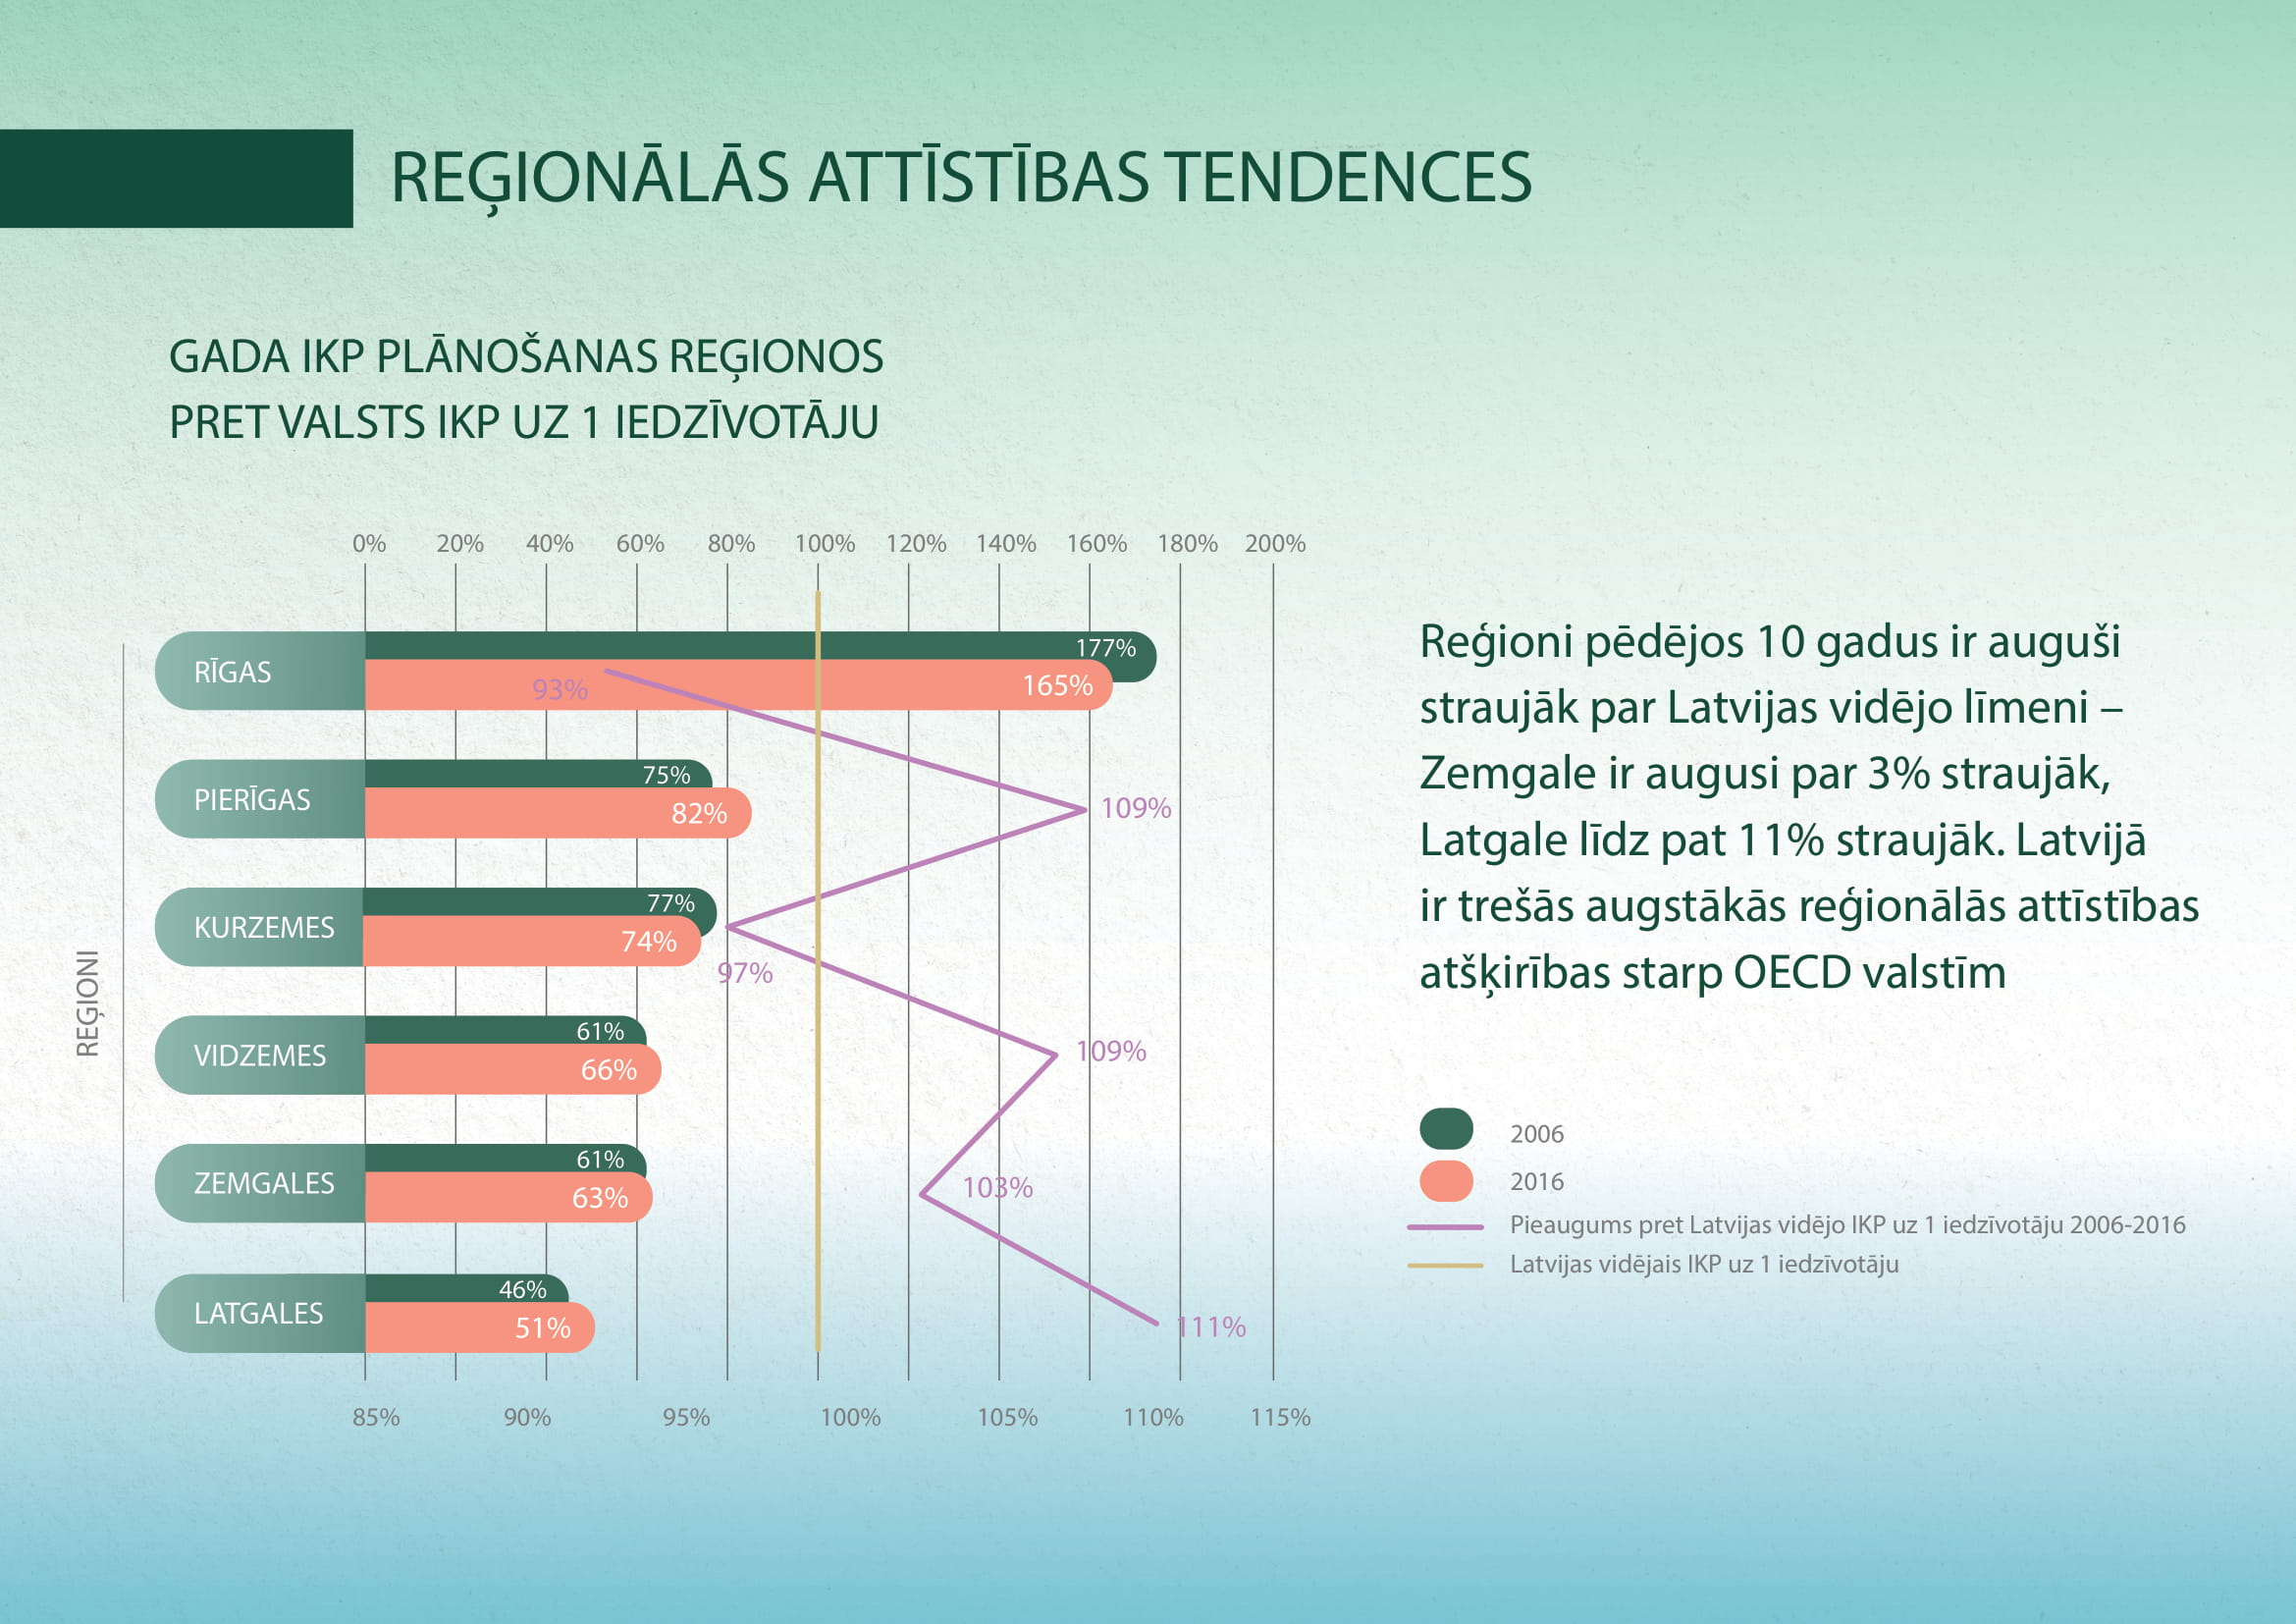 REĢIONĀLĀS ATTĪSTĪBAS TENDENCES
GADA IKP PLĀNOŠANAS REĢIONOS
PRET VALSTS IKP UZ 1 IEDZĪVOTĀJU
0% 20% 40% 60% 80% 100% 120% 140% 160% 180% 200%
REĢIONI
RĪGAS
177%
165%
93%
PIERĪGAS
75%
82%
109%
KURZEMES
77%
74%
97%
VIDZEMES
61%
66%
109%
ZEMGALES
61%
63%
103%
LATGALES
46%
51%
111%
85% 90% 95% 100% 105% 110% 115%
Reģioni pēdējos 10 gadus ir auguši
straujāk par Latvijas vidējo līmeni –
Zemgale ir augusi par 3% straujāk,
Latgale līdz pat 11% straujāk. Latvijā
ir trešās augstākās reģionālās attīstības
atšķirības starp OECD valstīm
2006
2016
Pieaugums pret Latvijas vidējo IKP uz 1 iedzīvotāju 2006-2016
Latvijas vidējais IKP uz 1 iedzīvotāju